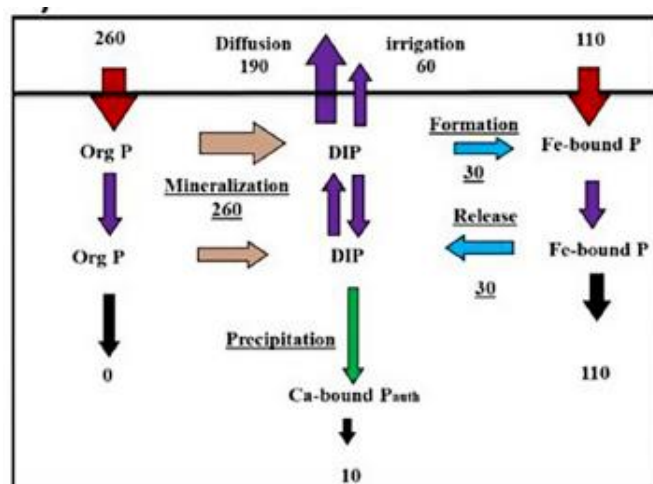 260
Diffusion
190
irrigation
60
110
Org P
DIP
Formation
30
Fe-bound P
Mineralization
260
Release
30
Org P
DIP
Fe-bound P
Precipitation
0
Ca-bound Pauth
110
10